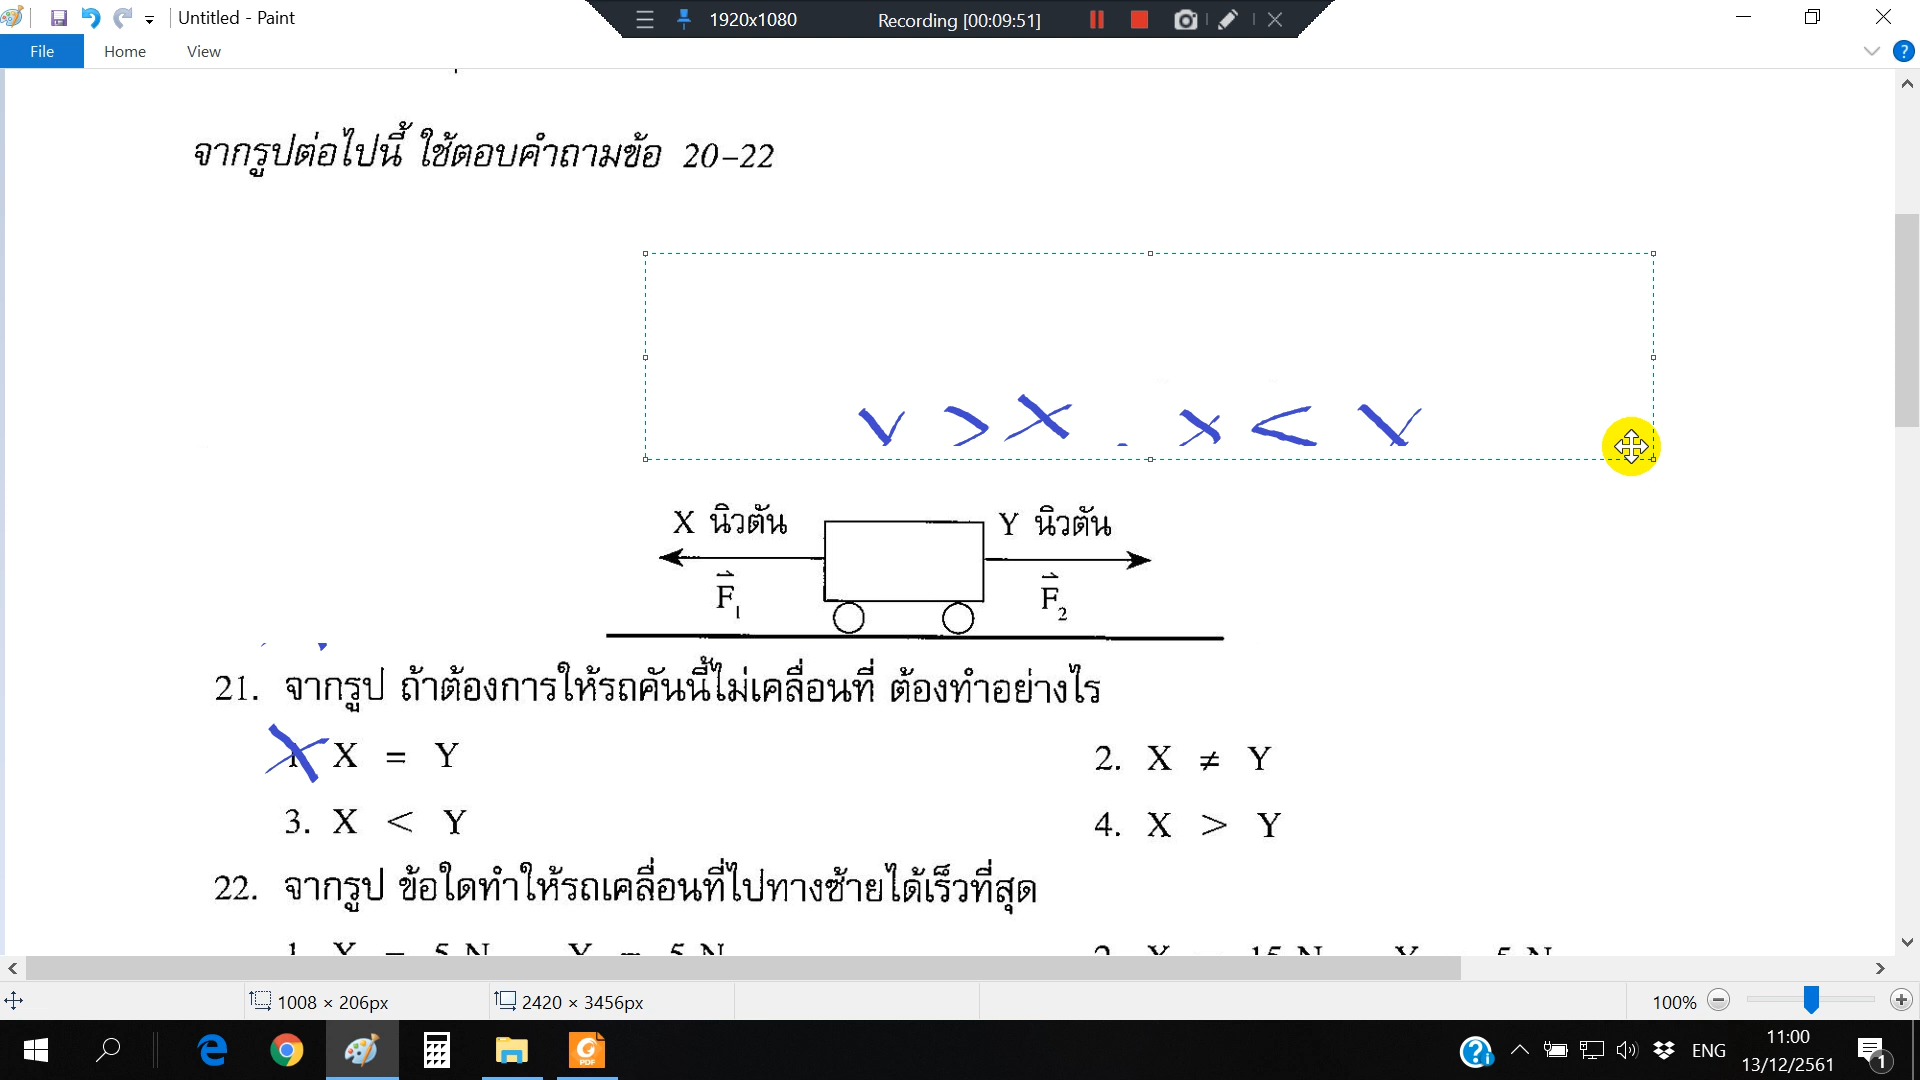 Untitled - Paint
1920x1080
Recording [00:09:51]
File
Home
View
จากรูปต่อไปนี้ ใช้ตอบคำถามข้อ 20-22
v > X . x < v
X นิวตัน
Y นิวตัน
F1
F2
21. จากรูป ถ้าต้องการให้รถคันนี้ไม่เคลื่อนที่ ต้องทำอย่างไร
X = Y
2. X ≠ Y
3. X < Y
4. X > Y
22. จากรูป ข้อใดทำให้รถเคลื่อนที่ไปทางซ้ายได้เร็วที่สุด
1008 × 206px
2420 × 3456px
100%
PDF
ENG
11:00
13/12/2561
1